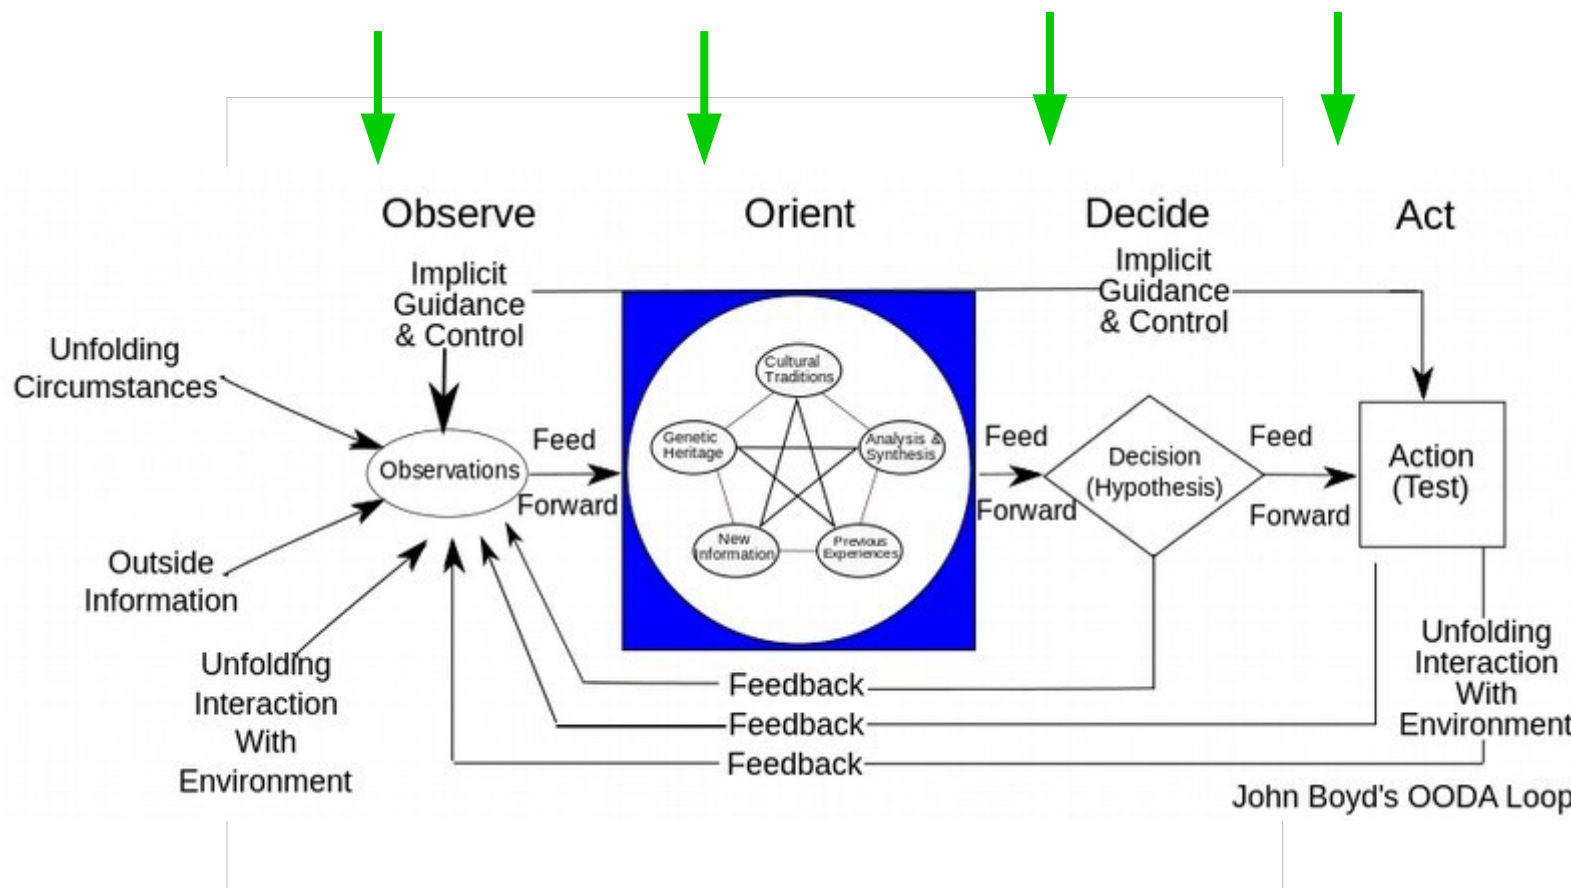 Observe
Orient
Decide
Act
Implicit
Guidance
& Control
Implicit
Guidance
& Control
Unfolding
Circumstances
Outside
Information
Unfolding
Interaction
With
Environment
Observations
Feed
Forward
Cultural
Traditions
Genetic
Heritage
Analysis &
Synthesis
New
Information
Previous
Experiences
Feed
Forward
Decision
(Hypothesis)
Feed
Forward
Action
(Test)
Feedback
Feedback
Feedback
Unfolding
Interaction
With
Environment
John Boyd's OODA Loop